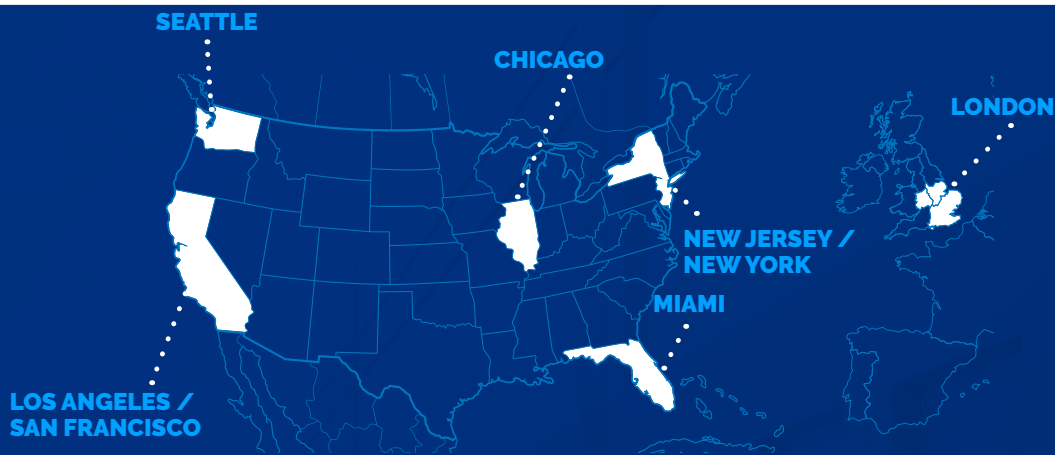 SEATTLE
CHICAGO
LONDON
NEW JERSEY /
NEW YORK
MIAMI
LOS ANGELES /
SAN FRANCISCO